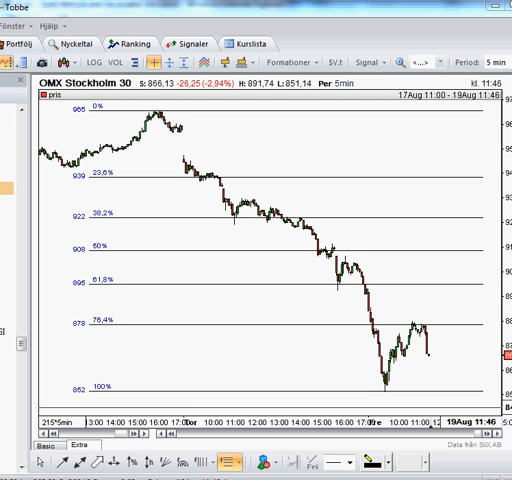 - Tobbe
Fönster Hjälp
Portfölj Nyckeltal Ranking Signaler Kurslista
LOG VOL Formationer $V.t Signal <...> Period: 5 min
OMX Stockholm 30 S: 866,13 -26,25 (-2,94%) H: 891,74 L: 851,14 Per: 5min kl. 11:46
pris 17Aug 11:00 - 19Aug 11:46
965 0%
939 23,6%
922 38,2%
908 50%
895 61,8%
878 76,4%
852 100%
215*5min 13:00 14:00 15:00 16:00 17:00 Tor 10:00 11:00 12:00 13:00 14:00 15:00 16:00 17:00 Fre 10:00 11:00 12:00 19Aug 11:46
Basic Extra Data från SIX AB
Fri